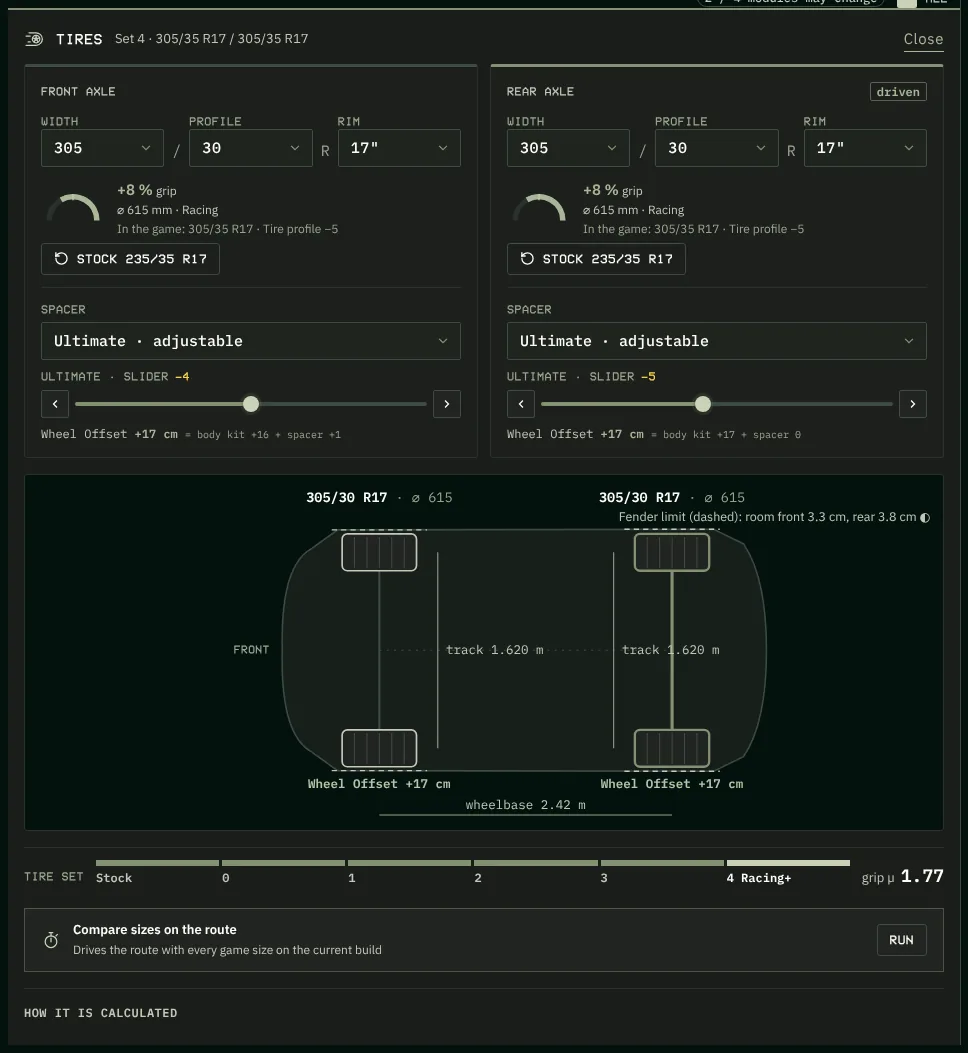 TIRES Set 4 · 305/35 R17 / 305/35 R17 Close
FRONT AXLE
WIDTH PROFILE RIM
305 / 30 R 17"
+8 % grip
⌀ 615 mm · Racing
In the game: 305/35 R17 · Tire profile −5
STOCK 235/35 R17
SPACER
Ultimate · adjustable
ULTIMATE · SLIDER −4
Wheel Offset +17 cm = body kit +16 + spacer +1
REAR AXLE driven
WIDTH PROFILE RIM
305 / 30 R 17"
+8 % grip
⌀ 615 mm · Racing
In the game: 305/35 R17 · Tire profile −5
STOCK 235/35 R17
SPACER
Ultimate · adjustable
ULTIMATE · SLIDER −5
Wheel Offset +17 cm = body kit +17 + spacer 0
305/30 R17 · ⌀ 615 305/30 R17 · ⌀ 615
Fender limit (dashed): room front 3.3 cm, rear 3.8 cm
FRONT track 1.620 m track 1.620 m
Wheel Offset +17 cm Wheel Offset +17 cm
wheelbase 2.42 m
TIRE SET Stock 0 1 2 3 4 Racing+ grip μ 1.77
Compare sizes on the route
Drives the route with every game size on the current build
RUN
HOW IT IS CALCULATED